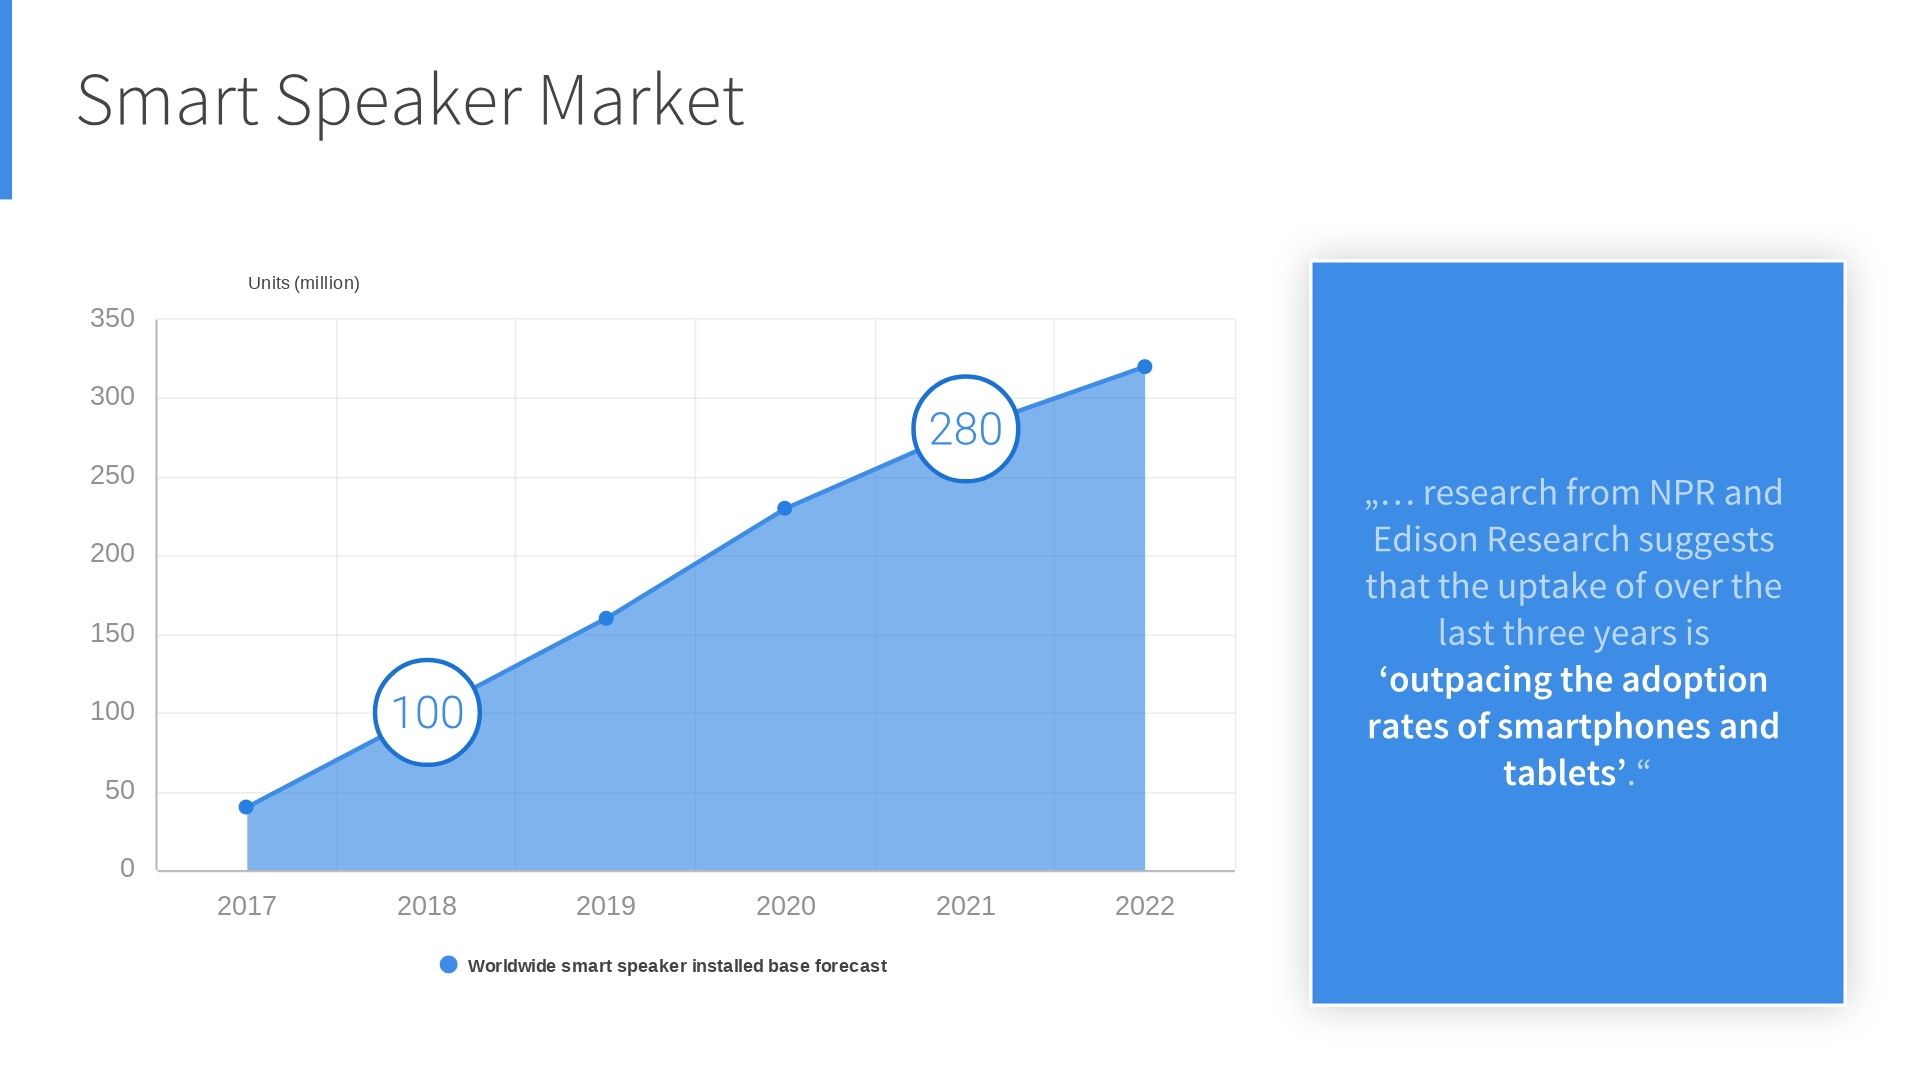 Smart Speaker Market
Units (million)
350
300
250
200
150
100
50
0
280
100
2017 2018 2019 2020 2021 2022
Worldwide smart speaker installed base forecast
„… research from NPR and
Edison Research suggests
that the uptake of over the
last three years is
‘outpacing the adoption
rates of smartphones and
tablets’.“